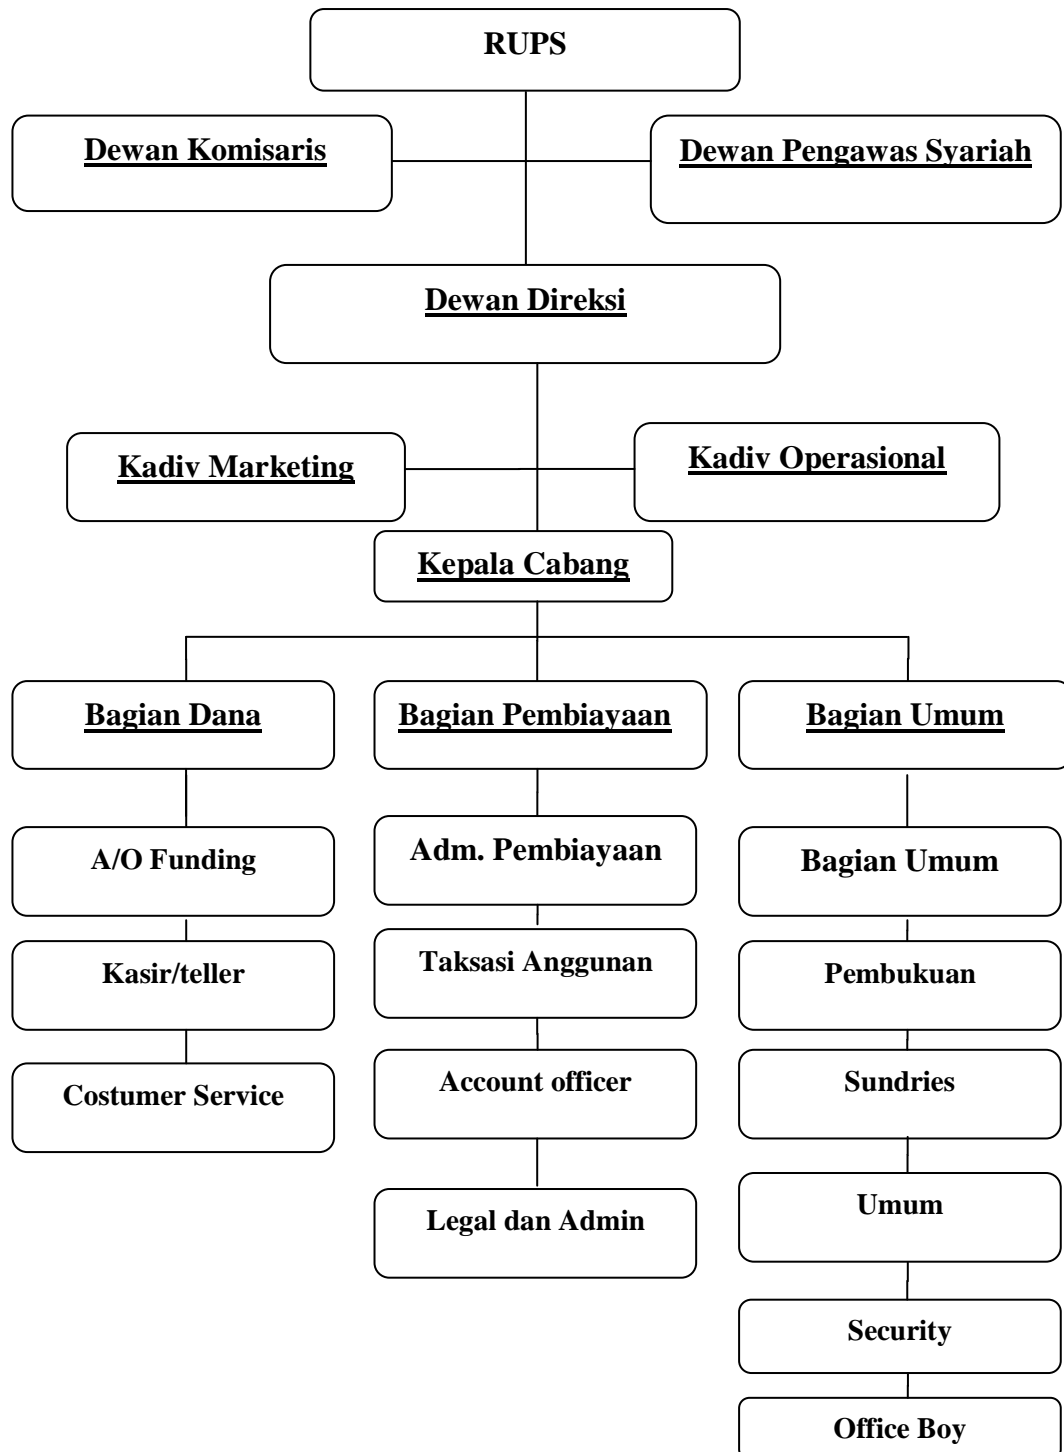 RUPS
Dewan Komisaris
Dewan Pengawas Syariah
Dewan Direksi
Kadiv Marketing
Kadiv Operasional
Kepala Cabang
Bagian Dana
Bagian Pembiayaan
Bagian Umum
A/O Funding
Adm. Pembiayaan
Bagian Umum
Kasir/teller
Taksasi Anggunan
Pembukuan
Costumer Service
Account officer
Sundries
Legal dan Admin
Umum
Security
Office Boy